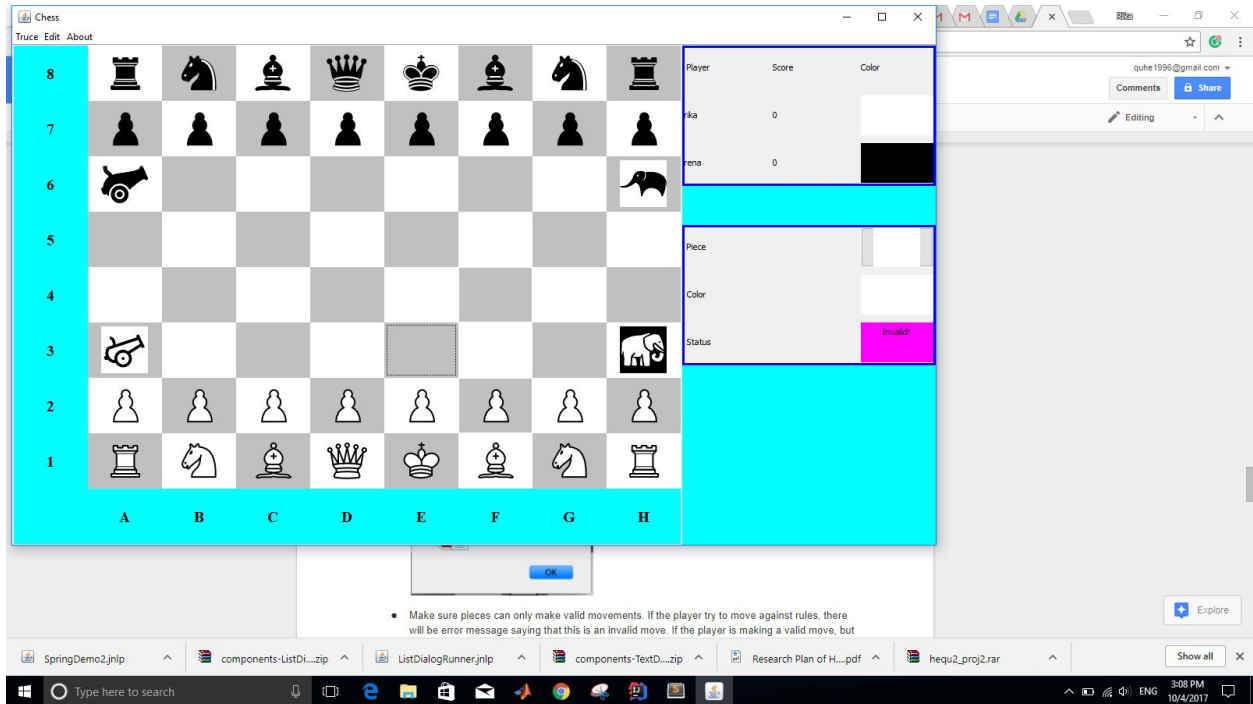 Chess
Truce Edit About
8
7
6
5
4
3
2
1
A B C D E F G H
Player Score Color
rika 0
rena 0
Piece
Color
Status Invalid!
quhe1996@gmail.com
Comments Share
Editing
OK
Make sure pieces can only make valid movements. If the player try to move against rules, there
will be error message saying that this is an invalid move. If the player is making a valid move, but
Explore
SpringDemo2.jnlp components-ListDi....zip ListDialogRunner.jnlp components-TextD....zip Research Plan of H....pdf hequ2_proj2.rar Show all
Type here to search
ENG 3:08 PM
10/4/2017